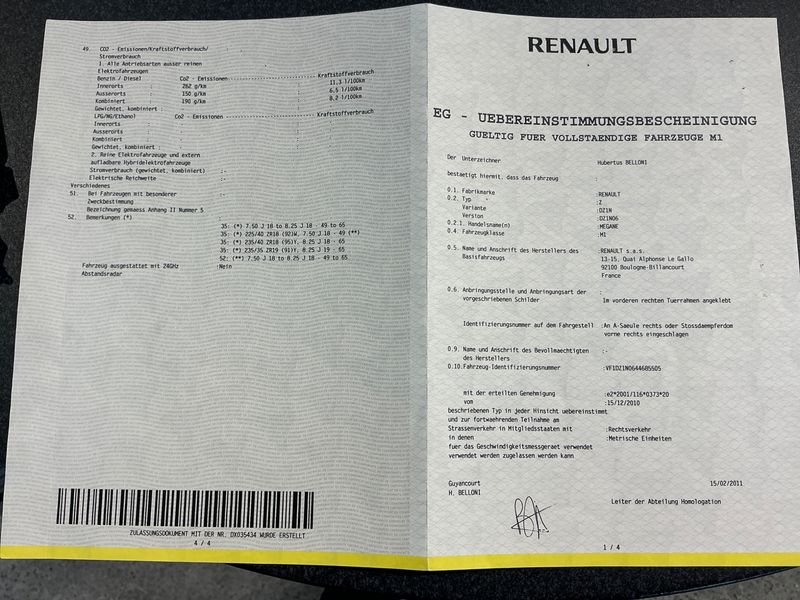 49. CO2 - Emissionen/Kraftstoffverbrauch/ :
Stromverbrauch
1. Alle Antriebsarten ausser reinen
Elektrofahrzeugen
Benzin / Diesel Co2 - Emissionen Kraftstoffverbrauch
Innerorts : 262 g/km 11,3 l/100km
Ausserorts : 150 g/km 6,5 l/100km
Kombiniert : 190 g/km 8,2 l/100km
Gewichtet, kombiniert :
LPG/NG/Ethanol Co2 - Emissionen Kraftstoffverbrauch
Innerorts :
Ausserorts :
Kombiniert :
Gewichtet, kombiniert :
2. Reine Elektrofahrzeuge und extern
aufladbare Hybridelektrofahrzeuge
Stromverbrauch (gewichtet, kombiniert) :-
Elektrische Reichweite :-
Verschiedenes
51. Bei Fahrzeugen mit besonderer
Zweckbestimmung
Bezeichnung gemaess Anhang II Nummer 5
52. Bemerkungen (*)
35: (*) 7.50 J 18 - 8.25 J 18 - 49 to 65
35: (*) 225/40 ZR18 (92)W, 7.50 J 18 - 49 (**)
35: (*) 235/40 ZR18 (95)Y, 8.25 J 18 - 65
35: (*) 235/35 ZR19 (91)Y, 8.25 J 19 - 65
52: (**) 7.50 J 18 to 8.25 J 18 - 49 to 65
Fahrzeug ausgestattet mit 24GHz :Nein
Abstandsradar
ZULASSUNGSDOKUMENT MIT DER NR. DX035434 WURDE ERSTELLT
4 / 4
RENAULT
EG - UEBEREINSTIMMUNGSBESCHEINIGUNG
GUELTIG FUER VOLLSTAENDIGE FAHRZEUGE M1
Der Unterzeichner Hubertus BELLONI
bestaetigt hiermit, dass das Fahrzeug :
0.1. Fabrikmarke :RENAULT
0.2. Typ :Z
Variante :DZ1N
Version :DZ1N06
0.2.1. Handelsname(n) :MEGANE
0.4. Fahrzeugklasse :M1
0.5. Name und Anschrift des Herstellers des :RENAULT s.a.s.
Basisfahrzeugs 13-15, Quai Alphonse Le Gallo
92100 Boulogne-Billancourt
France
0.6. Anbringungsstelle und Anbringungsart der :
vorgeschriebenen Schilder Im vorderen rechten Tuerrahmen angeklebt
Identifizierungsnummer auf dem Fahrgestell :An A-Saeule rechts oder Stossdaempferdom
vorne rechts eingeschlagen
0.9. Name und Anschrift des Bevollmaechtigten :-
des Herstellers
0.10.Fahrzeug-Identifizierungsnummer :VF1DZ1N0644685505
mit der erteilten Genehmigung :e2*2001/116*0373*20
vom :15/12/2010
beschriebenen Typ in jeder Hinsicht uebereinstimmt
und zur fortwaehrenden Teilnahme am
Strassenverkehr in Mitgliedsstaaten mit :Rechtsverkehr
in denen :Metrische Einheiten
fuer das Geschwindigkeitsmessgeraet verwendet
verwendet werden zugelassen werden kann
Guyancourt 15/02/2011
H. BELLONI
Leiter der Abteilung Homologation
1 / 4